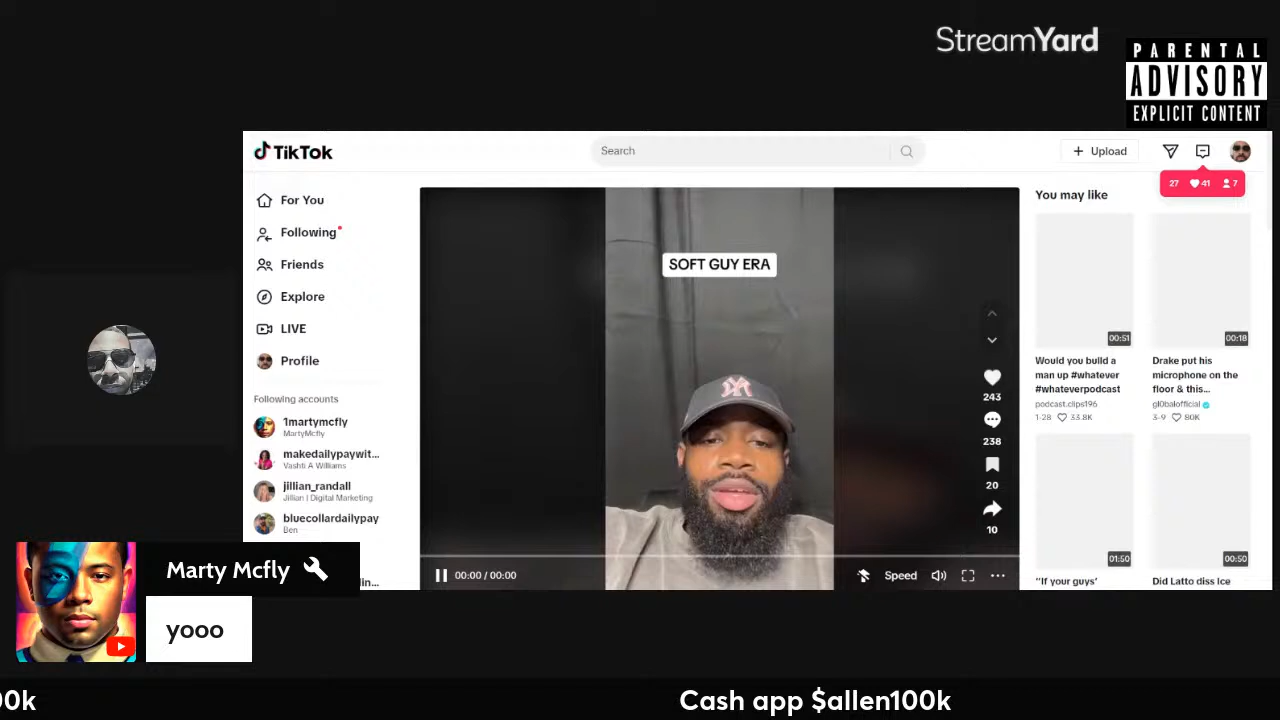 StreamYard
PARENTAL
ADVISORY
EXPLICIT CONTENT
TikTok
Search
Upload
27 41 7
For You
Following
Friends
Explore
LIVE
Profile
Following accounts
1martymcfly
MartyMcfly
makedailypaywit...
Vashti A Williams
jillian_randall
Jillian | Digital Marketing
bluecollardailypay
Ben
SOFT GUY ERA
243
238
20
10
00:00 / 00:00
Speed
You may like
00:51
Would you build a
man up #whatever
#whateverpodcast
podcast.clips196
1-28 33.8K
00:18
Drake put his
microphone on the
floor & this...
gl0balofficial
3-9 80K
01:50
"If your guys'
00:50
Did Latto diss Ice
Marty Mcfly
yooo
00k
Cash app $allen100k